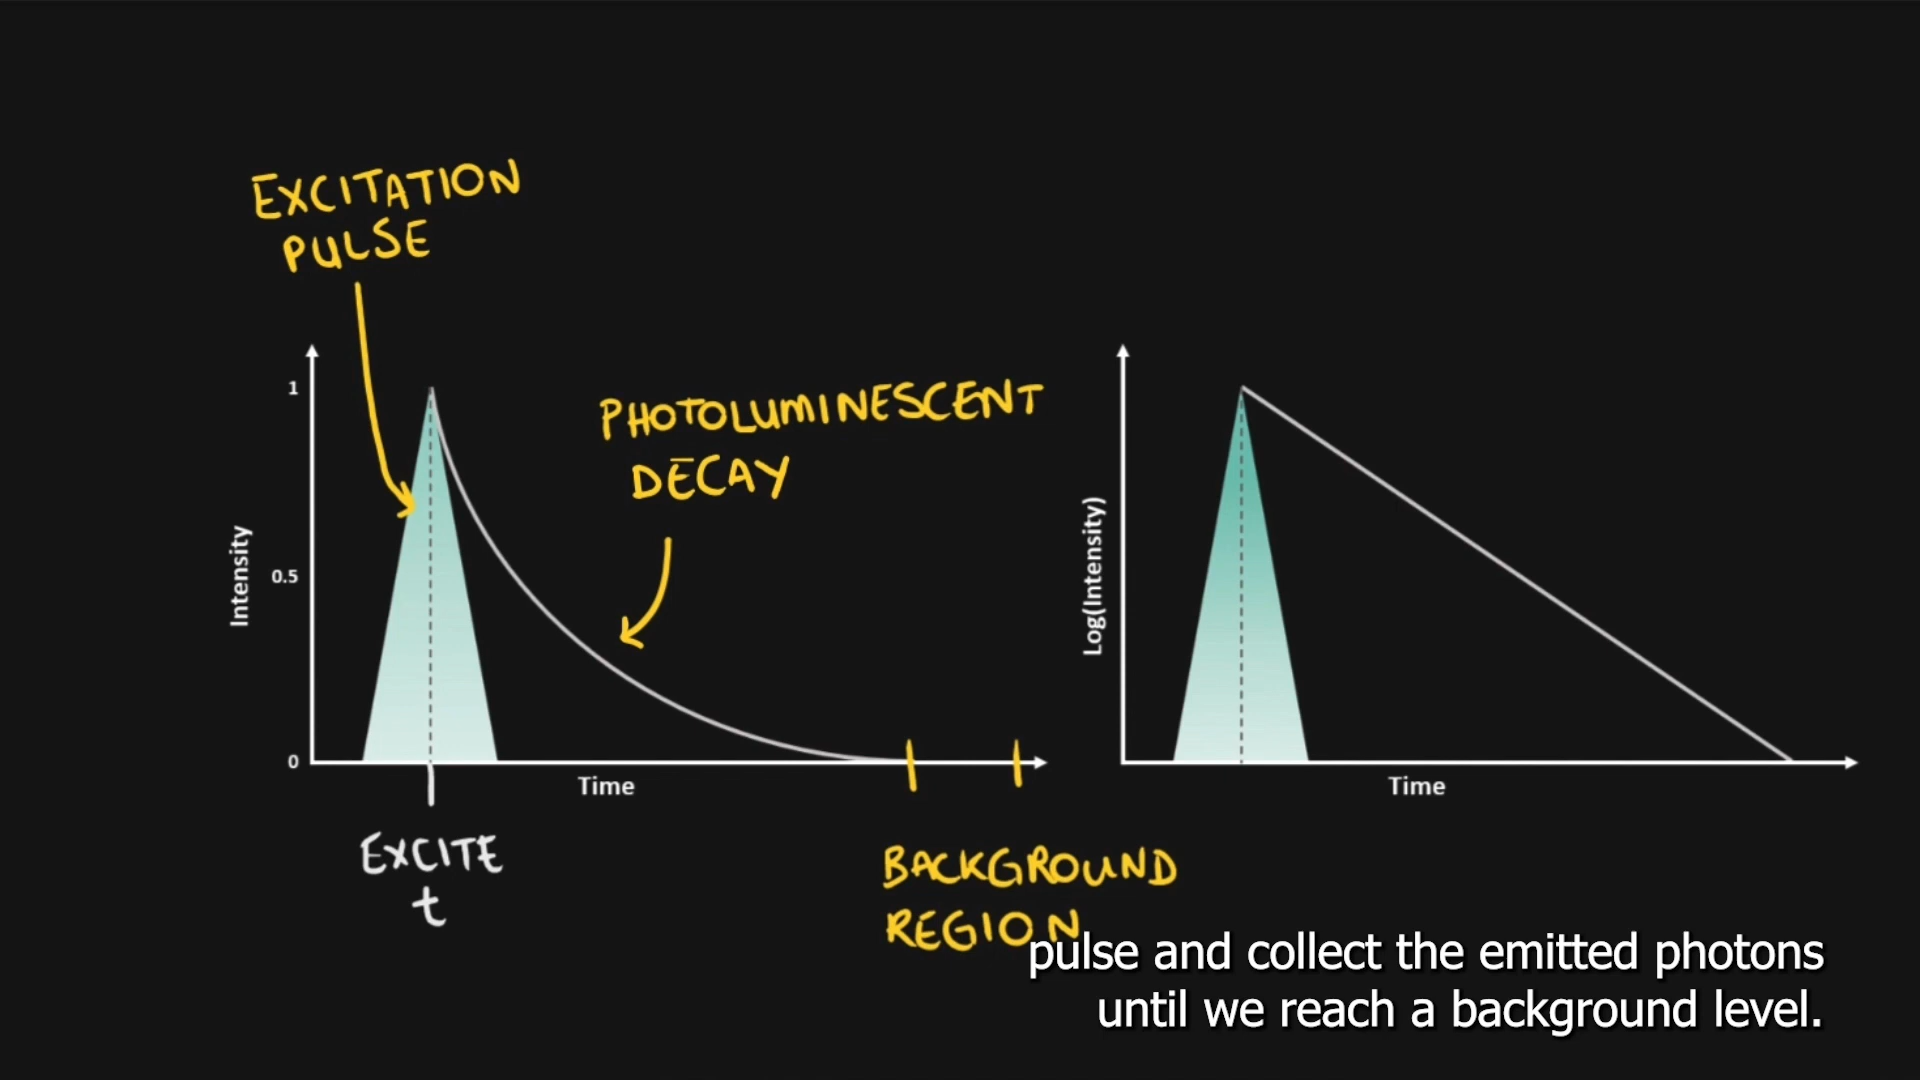 EXCITATION
PULSE
PHOTOLUMINESCENT
DECAY
1
0.5
0
Intensity
Time
EXCITE
t
BACKGROUND
REGION
Log(Intensity)
Time
pulse and collect the emitted photons
until we reach a background level.